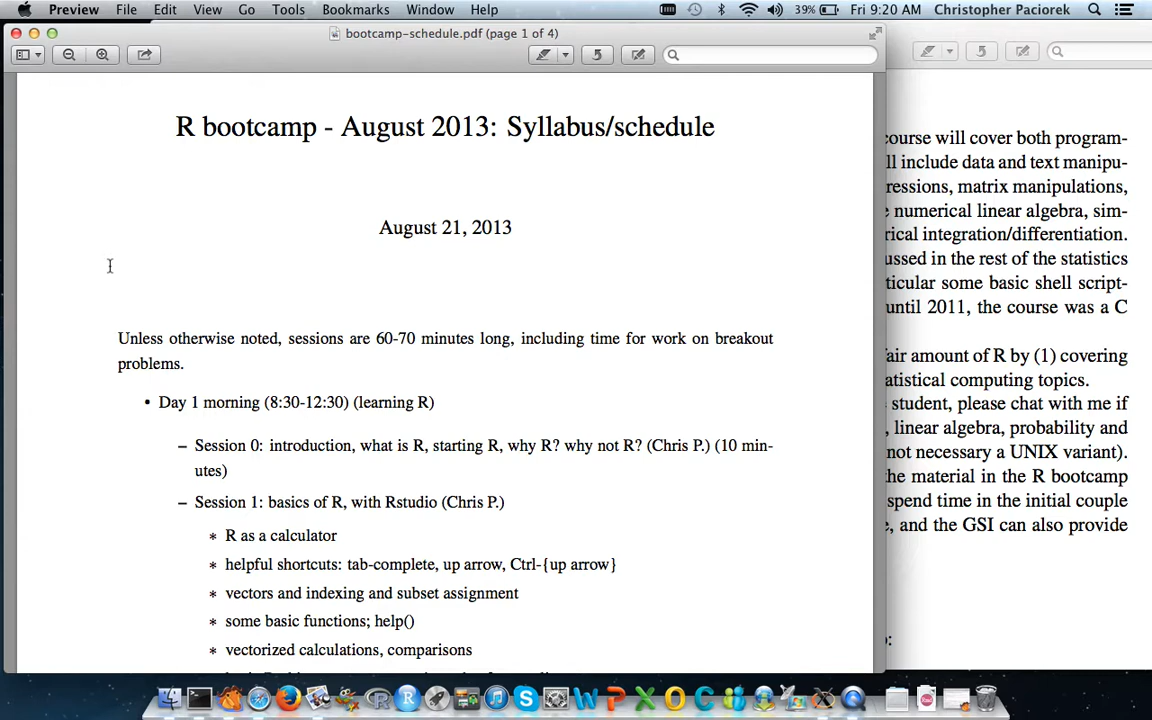 Preview File Edit View Go Tools Bookmarks Window Help 39% Fri 9:20 AM Christopher Paciorek
bootcamp-schedule.pdf (page 1 of 4)
R bootcamp - August 2013: Syllabus/schedule
August 21, 2013
Unless otherwise noted, sessions are 60-70 minutes long, including time for work on breakout
problems.
• Day 1 morning (8:30-12:30) (learning R)
– Session 0: introduction, what is R, starting R, why R? why not R? (Chris P.) (10 min-
utes)
– Session 1: basics of R, with Rstudio (Chris P.)
* R as a calculator
* helpful shortcuts: tab-complete, up arrow, Ctrl-{up arrow}
* vectors and indexing and subset assignment
* some basic functions; help()
* vectorized calculations, comparisons
course will cover both program-
ll include data and text manipu-
ressions, matrix manipulations,
numerical linear algebra, sim-
rical integration/differentiation.
ussed in the rest of the statistics
ticular some basic shell script-
until 2011, the course was a C
air amount of R by (1) covering
atistical computing topics.
student, please chat with me if
, linear algebra, probability and
not necessary a UNIX variant).
the material in the R bootcamp
spend time in the initial couple
, and the GSI can also provide